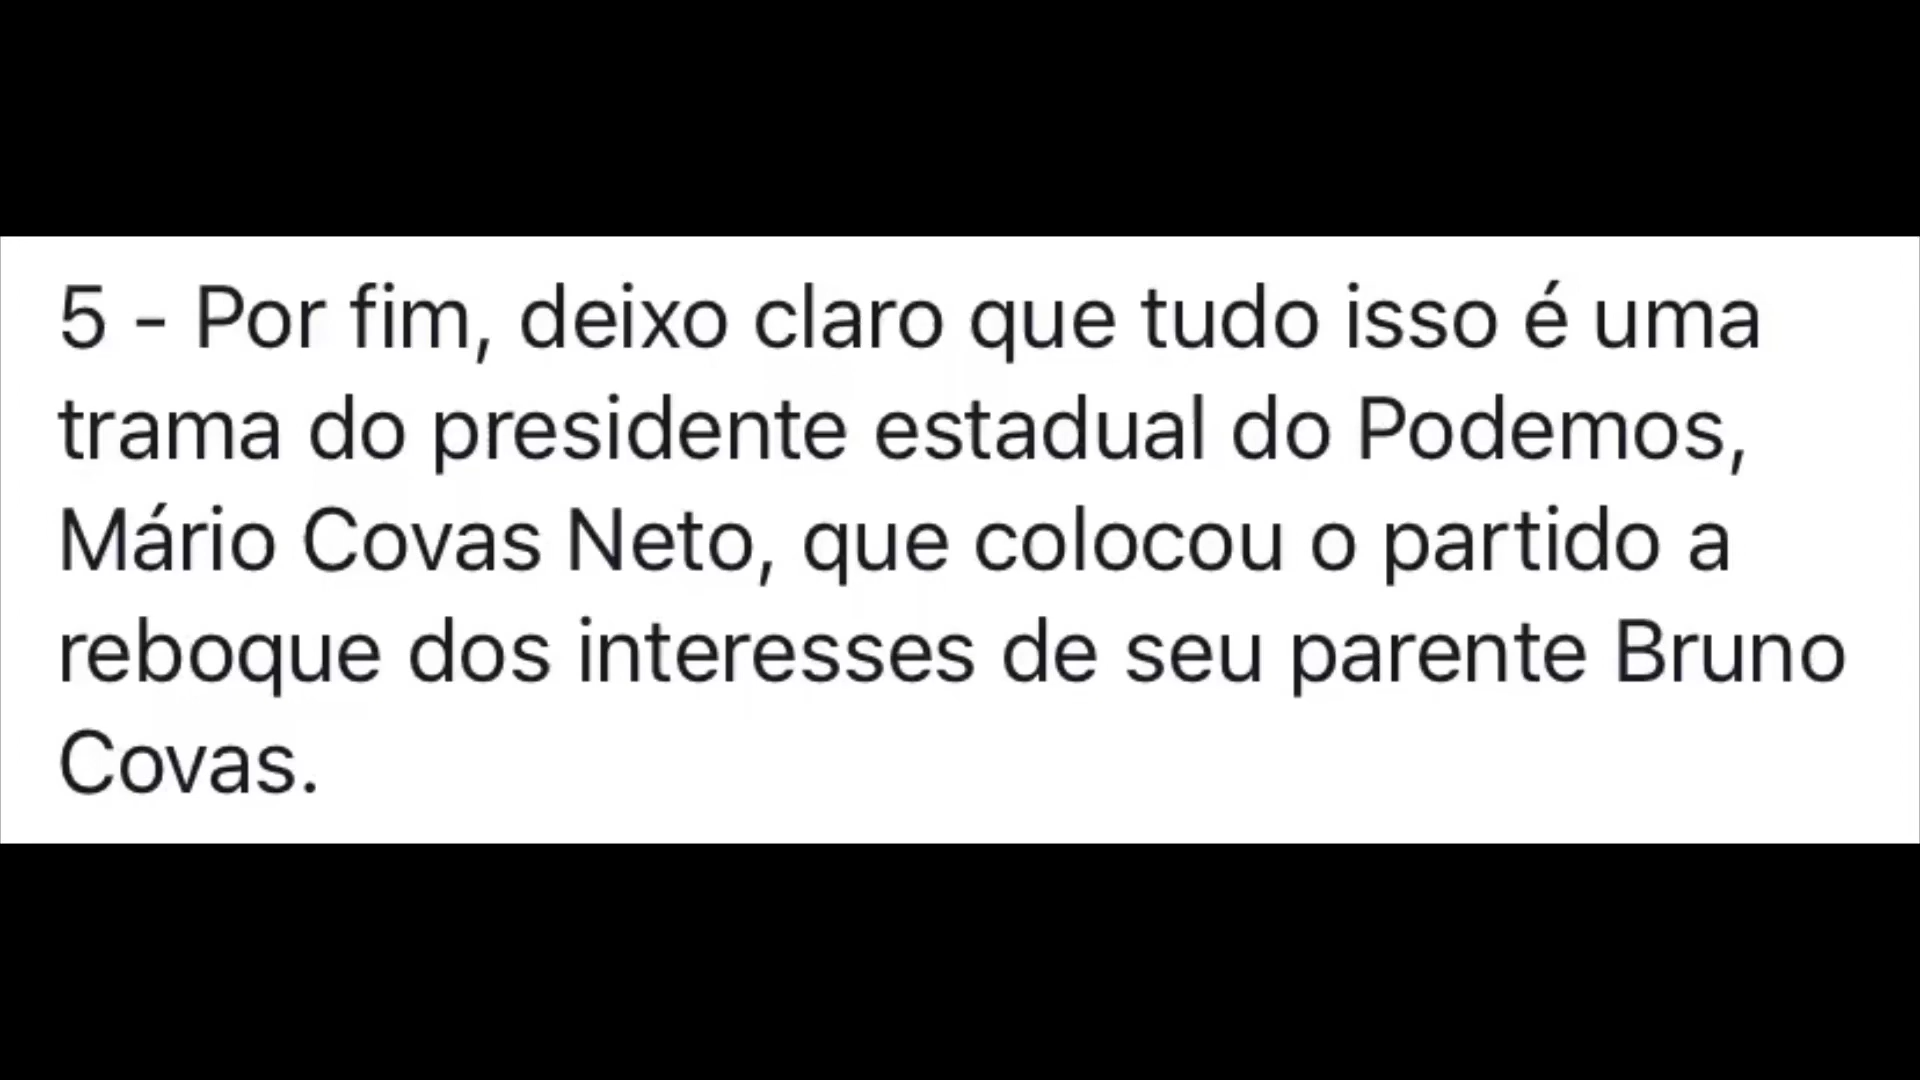 5 - Por fim, deixo claro que tudo isso é uma
trama do presidente estadual do Podemos,
Mário Covas Neto, que colocou o partido a
reboque dos interesses de seu parente Bruno
Covas.